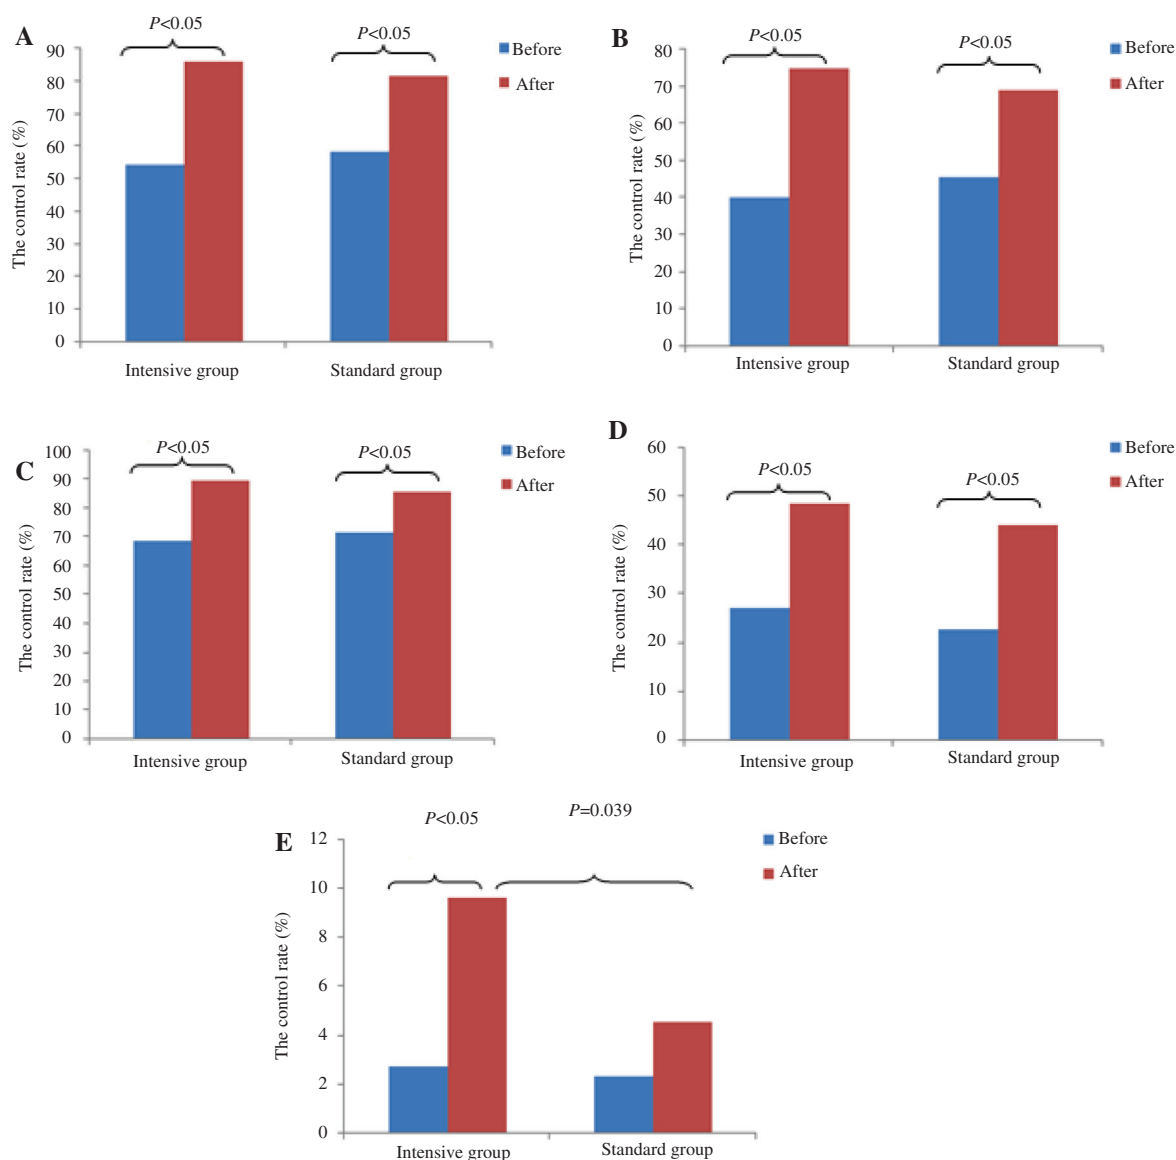 A
P<0.05
P<0.05
Before
After
The control rate (%)
90
80
70
60
50
40
30
20
10
0
Intensive group
Standard group
B
P<0.05
P<0.05
Before
After
The control rate (%)
80
70
60
50
40
30
20
10
0
Intensive group
Standard group
C
P<0.05
P<0.05
Before
After
The control rate (%)
100
90
80
70
60
50
40
30
20
10
0
Intensive group
Standard group
D
P<0.05
P<0.05
Before
After
The control rate (%)
60
50
40
30
20
10
0
Intensive group
Standard group
E
P<0.05
P=0.039
Before
After
The control rate (%)
12
10
8
6
4
2
0
Intensive group
Standard group